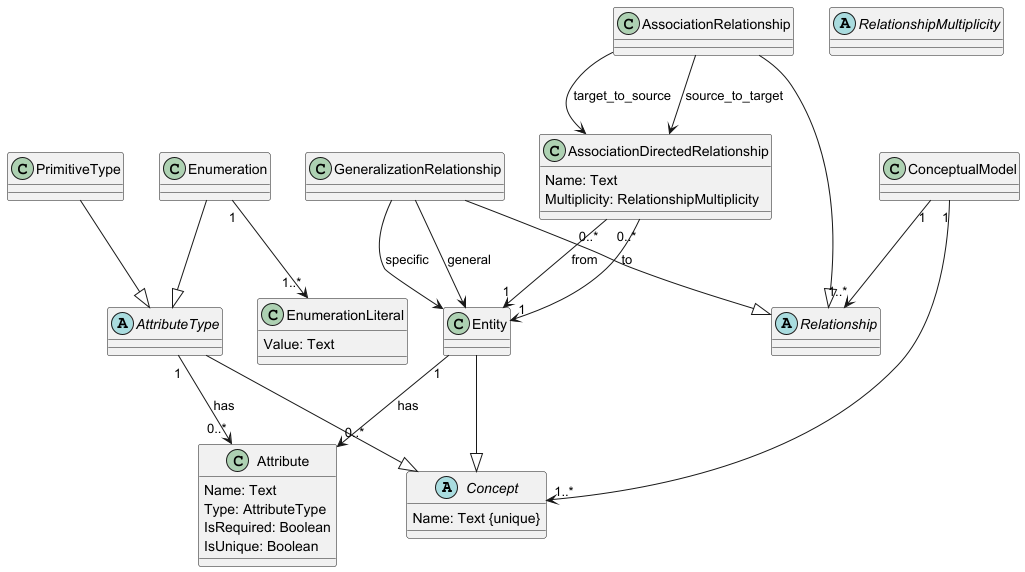 C AssociationRelationship
A RelationshipMultiplicity
target_to_source
source_to_target
C PrimitiveType
C Enumeration
C GeneralizationRelationship
C AssociationDirectedRelationship
Name: Text
Multiplicity: RelationshipMultiplicity
C ConceptualModel
1
0..*
0..*
1
1
specific
general
from
to
1..*
1
1
1..*
A AttributeType
C EnumerationLiteral
Value: Text
C Entity
A Relationship
1
1
has
has
0..*
0..*
C Attribute
Name: Text
Type: AttributeType
IsRequired: Boolean
IsUnique: Boolean
A Concept
Name: Text {unique}
1..*